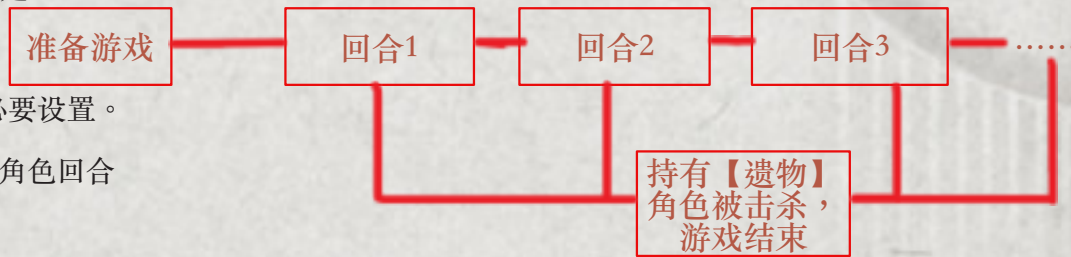 准备游戏
回合1
回合2
回合3
……
必要设置。
角色回合
持有【遗物】
角色被击杀，
游戏结束